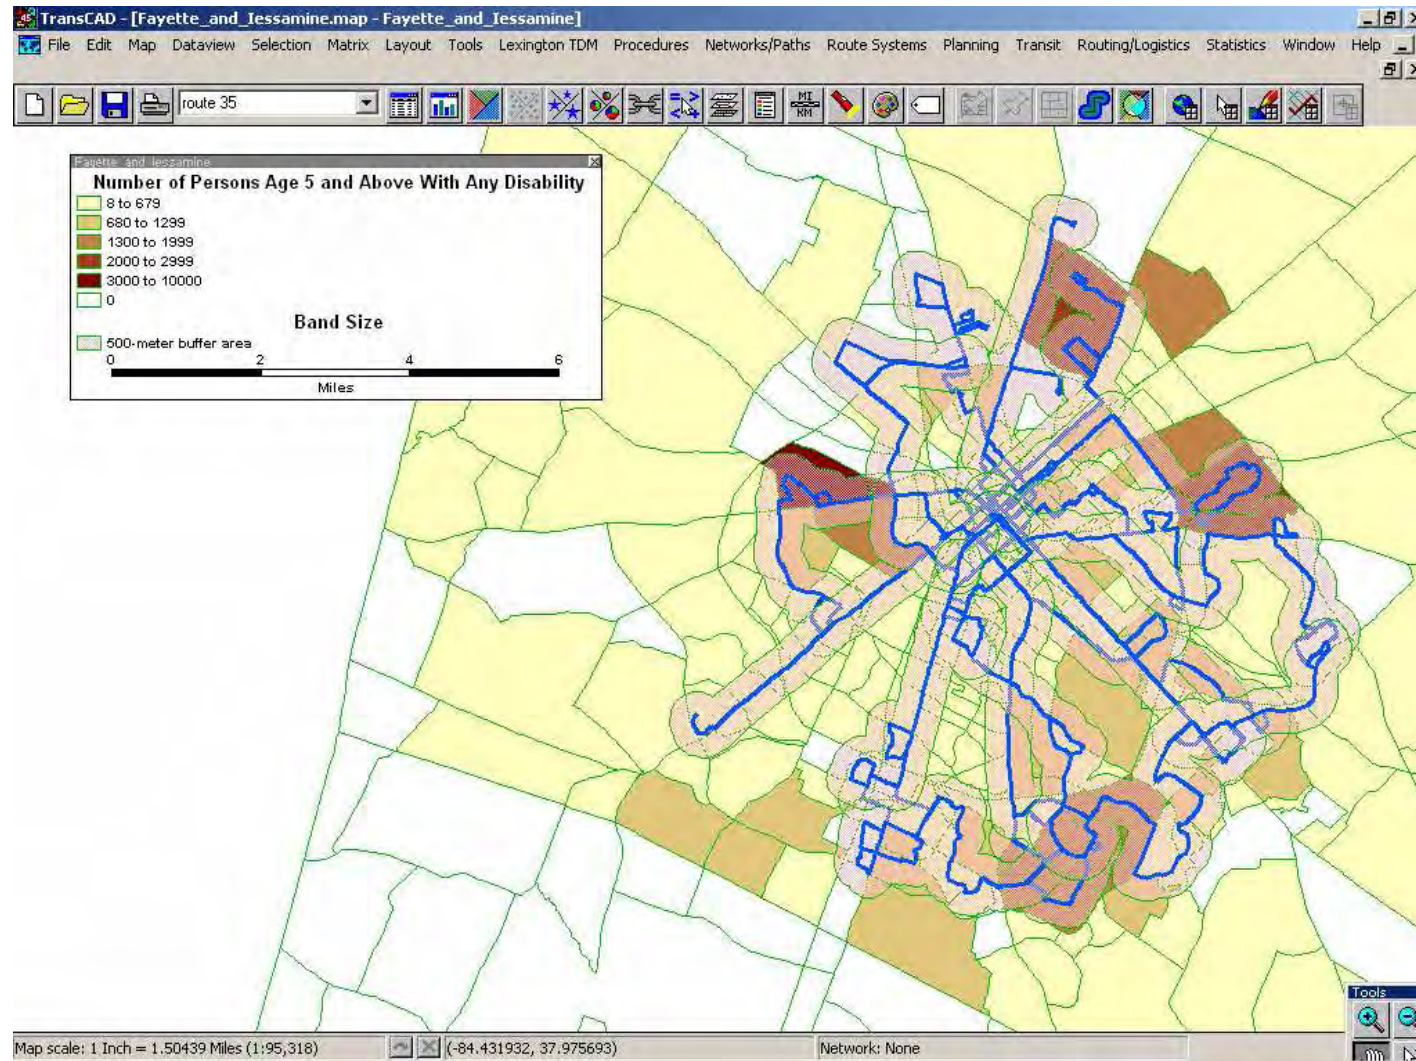 TransCAD - [Fayette_and_Iessamine.map - Fayette_and_Iessamine]
File Edit Map Dataview Selection Matrix Layout Tools Lexington TDM Procedures Networks/Paths Route Systems Planning Transit Routing/Logistics Statistics Window Help
route 35
MI
KM
Fayette_and_Iessamine
Number of Persons Age 5 and Above With Any Disability
8 to 679
680 to 1299
1300 to 1999
2000 to 2999
3000 to 10000
0
Band Size
500-meter buffer area
0 2 4 6
Miles
Tools
Map scale: 1 Inch = 1.50439 Miles (1:95,318) (-84.431932, 37.975693) Network: None